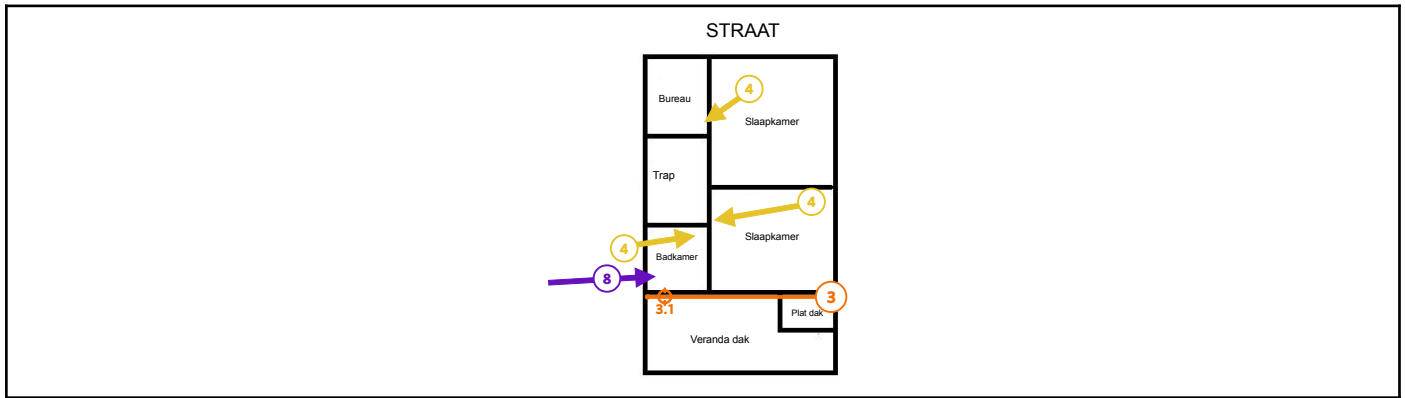 STRAAT
4
Bureau
Slaapkamer
Trap
4
Slaapkamer
4
Badkamer
8
3
3.1
Plat dak
Veranda dak